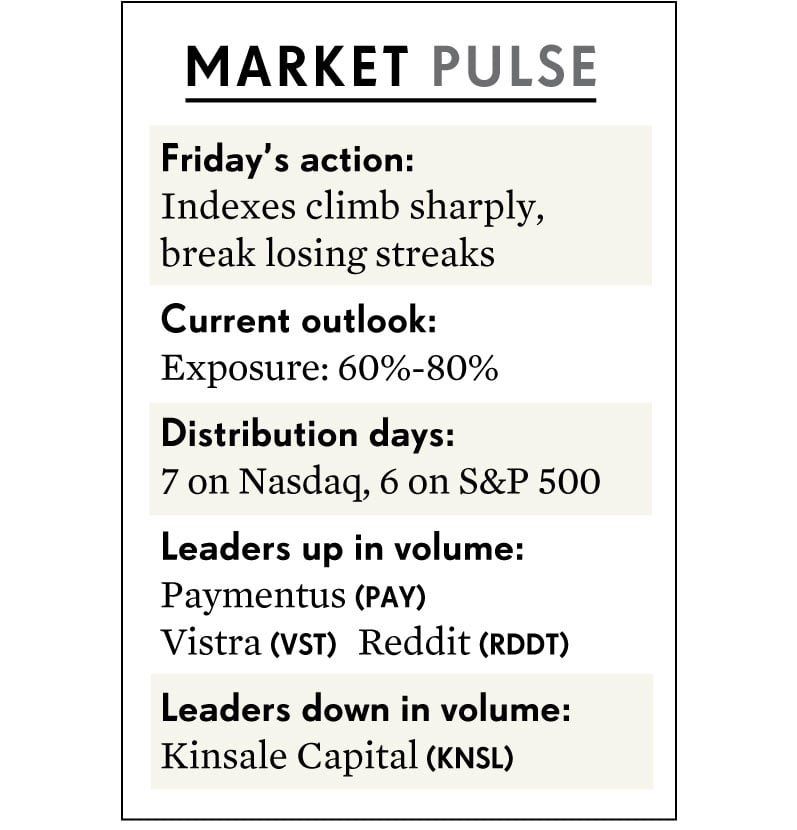 MARKET PULSE
Friday's action:
Indexes climb sharply,
break losing streaks
Current outlook:
Exposure: 60%-80%
Distribution days:
7 on Nasdaq, 6 on S&P 500
Leaders up in volume:
Paymentus (PAY)
Vistra (VST) Reddit (RDDT)
Leaders down in volume:
Kinsale Capital (KNSL)